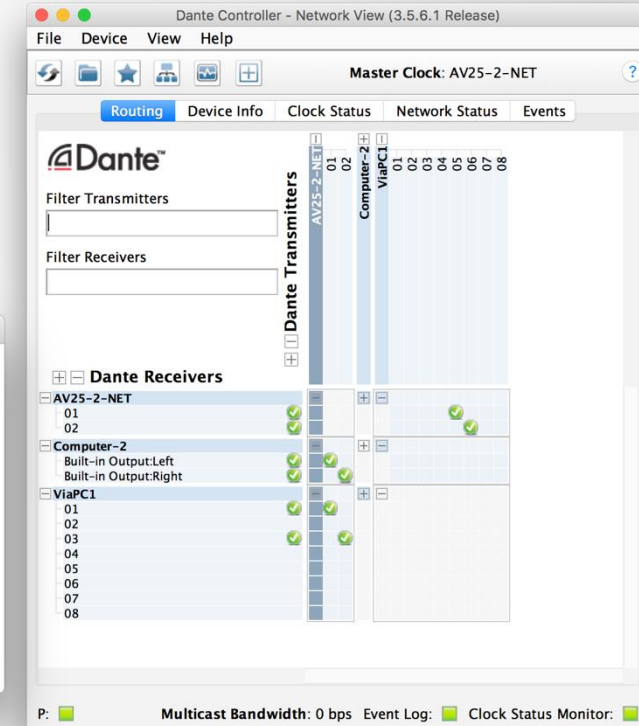 Dante Controller - Network View (3.5.6.1 Release)
File Device View Help
Master Clock: AV25-2-NET
?
Routing Device Info Clock Status Network Status Events
Dante™
Filter Transmitters
Filter Receivers
Dante Transmitters
AV25-2-NET
01
02
Computer-2
ViaPC1
01
02
03
04
05
06
07
08
Dante Receivers
AV25-2-NET
01
02
Computer-2
Built-in Output:Left
Built-in Output:Right
ViaPC1
01
02
03
04
05
06
07
08
P: Multicast Bandwidth: 0 bps Event Log: Clock Status Monitor: